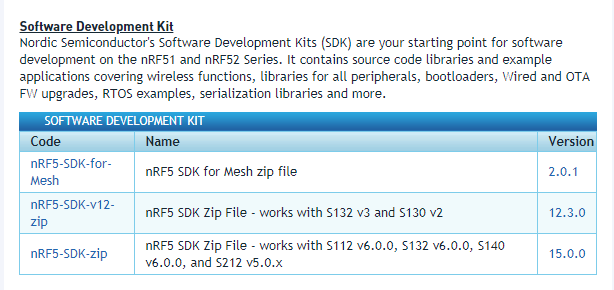 Software Development Kit
Nordic Semiconductor's Software Development Kits (SDK) are your starting point for software
development on the nRF51 and nRF52 Series. It contains source code libraries and example
applications covering wireless functions, libraries for all peripherals, bootloaders, Wired and OTA
FW upgrades, RTOS examples, serialization libraries and more.
SOFTWARE DEVELOPMENT KIT
Code Name Version
nRF5-SDK-for-
Mesh
nRF5 SDK for Mesh zip file
2.0.1
nRF5-SDK-v12-
zip
nRF5 SDK Zip File - works with S132 v3 and S130 v2
12.3.0
nRF5-SDK-zip
nRF5 SDK Zip File - works with S112 v6.0.0, S132 v6.0.0, S140
v6.0.0, and S212 v5.0.x
15.0.0